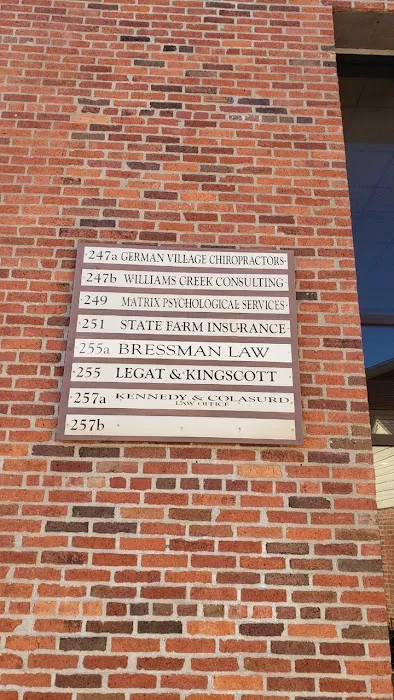 247a GERMAN VILLAGE CHIROPRACTORS
247b WILLIAMS CREEK CONSULTING
249 MATRIX PSYCHOLOGICAL SERVICES
251 STATE FARM INSURANCE
255a BRESSMAN LAW
255 LEGAT & KINGSCOTT
257a KENNEDY & COLASURD
LAW OFFICE
257b